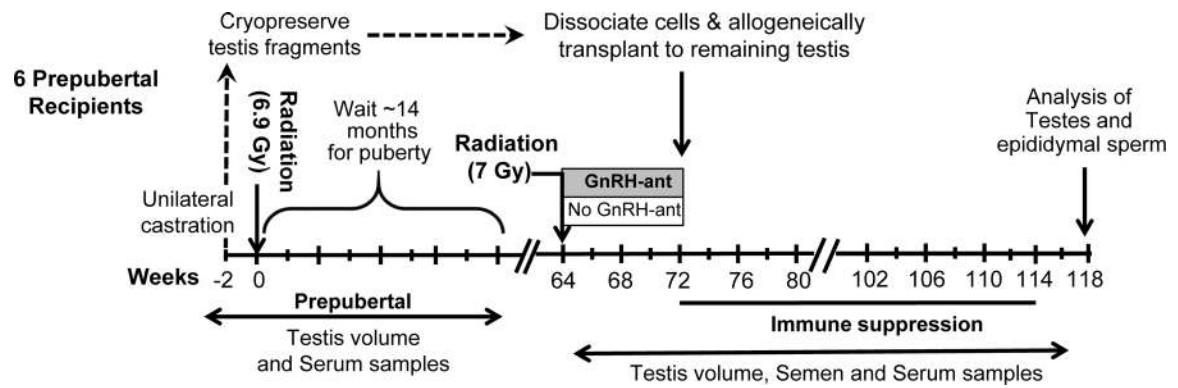 Cryopreserve
testis fragments
Dissociate cells & allogeneically
transplant to remaining testis
6 Prepubertal
Recipients
Radiation
(6.9 Gy)
Wait ~14
months
for puberty
Radiation
(7 Gy)
GnRH-ant
No GnRH-ant
Analysis of
Testes and
epididymal sperm
Unilateral
castration
Weeks -2 0 64 68 72 76 80 102 106 110 114 118
Prepubertal
Testis volume
and Serum samples
Immune suppression
Testis volume, Semen and Serum samples